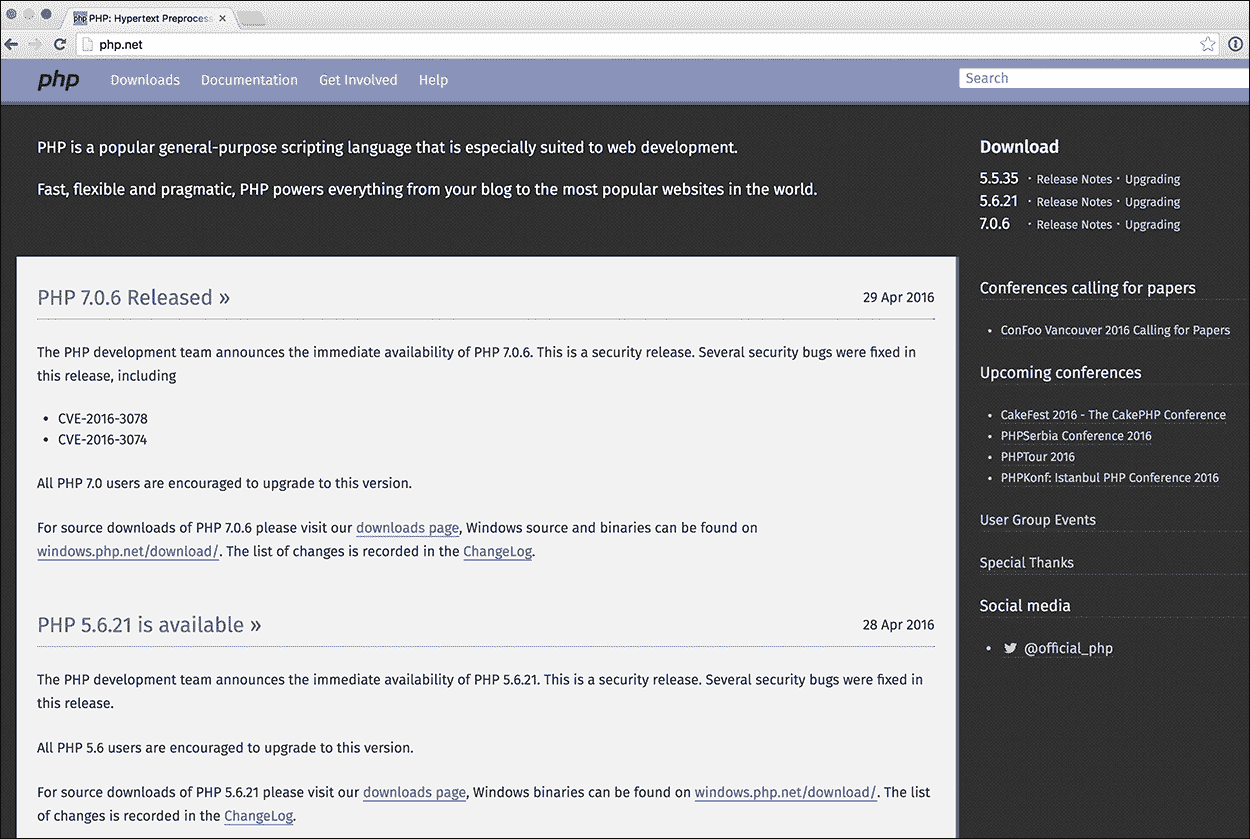 php PHP: Hypertext Preprocess
php.net
php Downloads Documentation Get Involved Help Search
PHP is a popular general-purpose scripting language that is especially suited to web development.
Fast, flexible and pragmatic, PHP powers everything from your blog to the most popular websites in the world.
Download
5.5.35 · Release Notes · Upgrading
5.6.21 · Release Notes · Upgrading
7.0.6 · Release Notes · Upgrading
PHP 7.0.6 Released » 29 Apr 2016
The PHP development team announces the immediate availability of PHP 7.0.6. This is a security release. Several security bugs were fixed in
this release, including
• CVE-2016-3078
• CVE-2016-3074
All PHP 7.0 users are encouraged to upgrade to this version.
For source downloads of PHP 7.0.6 please visit our downloads page, Windows source and binaries can be found on
windows.php.net/download/. The list of changes is recorded in the ChangeLog.
PHP 5.6.21 is available » 28 Apr 2016
The PHP development team announces the immediate availability of PHP 5.6.21. This is a security release. Several security bugs were fixed in
this release.
All PHP 5.6 users are encouraged to upgrade to this version.
For source downloads of PHP 5.6.21 please visit our downloads page, Windows binaries can be found on windows.php.net/download/. The list
of changes is recorded in the ChangeLog.
Conferences calling for papers
• ConFoo Vancouver 2016 Calling for Papers
Upcoming conferences
• CakeFest 2016 - The CakePHP Conference
• PHPSerbia Conference 2016
• PHPTour 2016
• PHPKonf: Istanbul PHP Conference 2016
User Group Events
Special Thanks
Social media
• @official_php